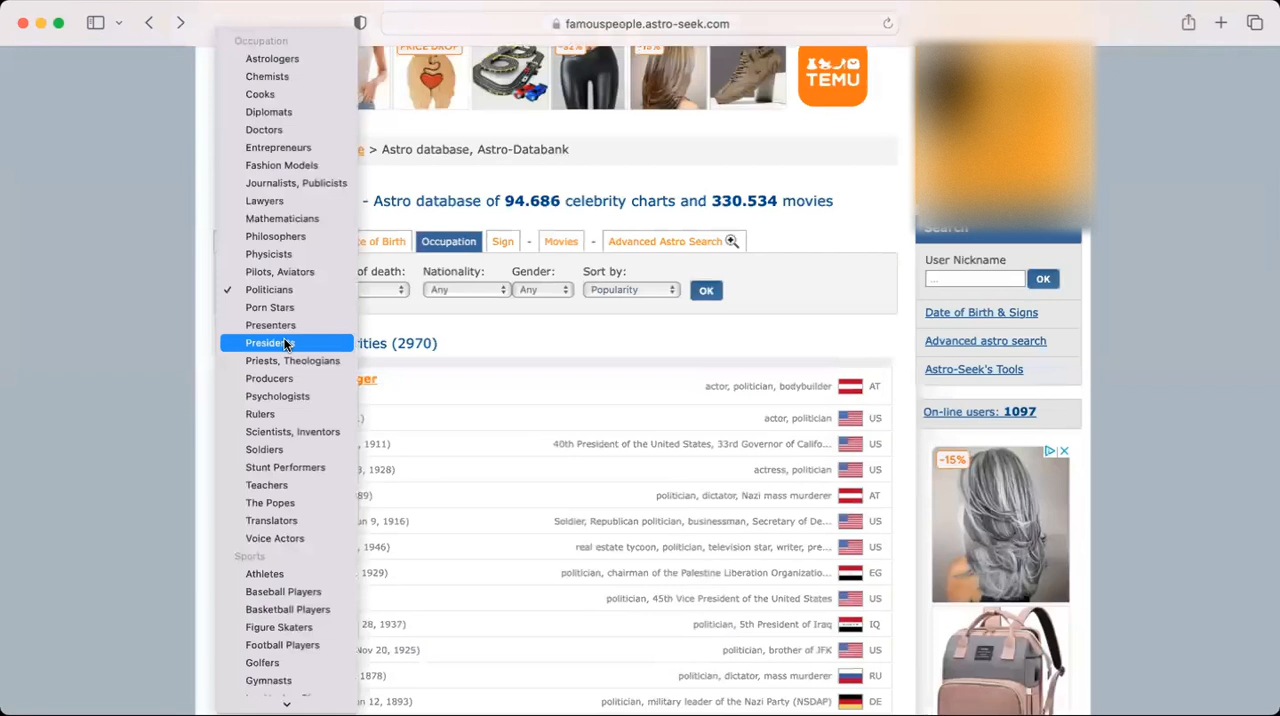 famouspeople.astro-seek.com
Occupation
Astrologers
Chemists
Cooks
Diplomats
Doctors
Entrepreneurs
Fashion Models
Journalists, Publicists
Lawyers
Mathematicians
Philosophers
Physicists
Pilots, Aviators
Politicians
Porn Stars
Presenters
Presidents
Priests, Theologians
Producers
Psychologists
Rulers
Scientists, Inventors
Soldiers
Stunt Performers
Teachers
The Popes
Translators
Voice Actors
Sports
Athletes
Baseball Players
Basketball Players
Figure Skaters
Football Players
Golfers
Gymnasts
PRICE DROP
-52%
-15%
TEMU
> Astro database, Astro-Databank
- Astro database of 94.686 celebrity charts and 330.534 movies
te of Birth Occupation Sign - Movies - Advanced Astro Search
of death: Nationality: Gender: Sort by:
Any Any Popularity OK
rities (2970)
ger actor, politician, bodybuilder AT
) actor, politician US
1911) 40th President of the United States, 33rd Governor of Califo... US
3, 1928) actress, politician US
89) politician, dictator, Nazi mass murderer AT
un 9, 1916) Soldier, Republican politician, businessman, Secretary of De... US
1946) real estate tycoon, politician, television star, writer, pre... US
1929) politician, chairman of the Palestine Liberation Organizatio... EG
politician, 45th Vice President of the United States US
28, 1937) politician, 5th President of Iraq IQ
Nov 20, 1925) politician, brother of JFK US
1878) politician, dictator, mass murderer RU
an 12, 1893) politician, military leader of the Nazi Party (NSDAP) DE
Search
User Nickname
... OK
Date of Birth & Signs
Advanced astro search
Astro-Seek's Tools
On-line users: 1097
-15%